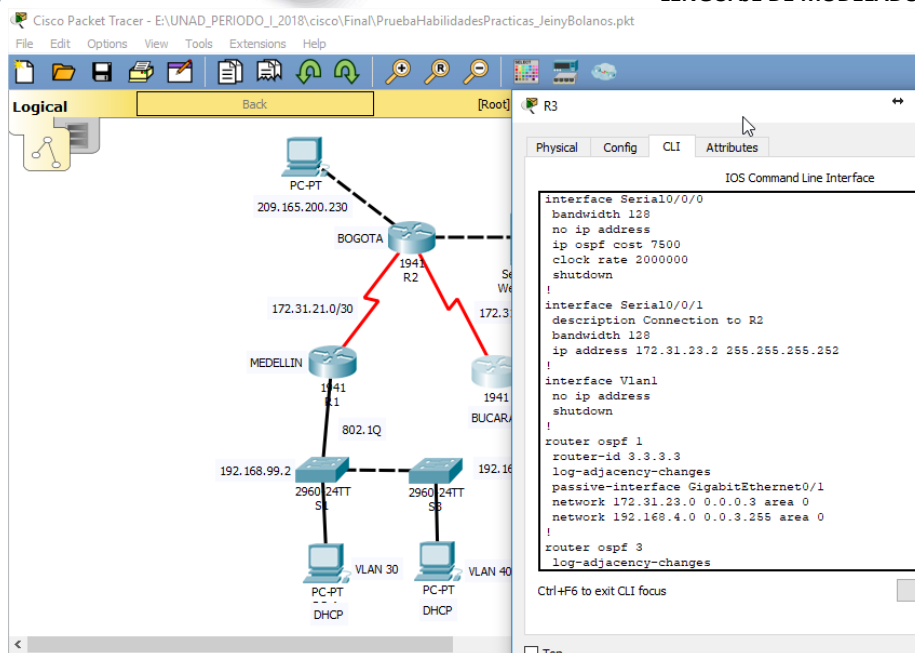 Cisco Packet Tracer - E:\UNAD_PERIODO_I_2018\cisco\Final\PruebaHabilidadesPracticas_JeinyBolanos.pkt
File Edit Options View Tools Extensions Help
Logical
Back
[Root]
PC-PT
209.165.200.230
BOGOTA
1941
R2
172.31.21.0/30
172.3
MEDELLIN
1941
R1
1941
BUCARA
802.1Q
192.168.99.2
192.16
2960-24TT
S1
2960-24TT
S3
VLAN 30
VLAN 40
PC-PT
DHCP
PC-PT
DHCP
R3
Physical Config CLI Attributes
IOS Command Line Interface
interface Serial0/0/0
bandwidth 128
no ip address
ip ospf cost 7500
clock rate 2000000
shutdown
!
interface Serial0/0/1
description Connection to R2
bandwidth 128
ip address 172.31.23.2 255.255.255.252
!
interface Vlan1
no ip address
shutdown
!
router ospf 1
router-id 3.3.3.3
log-adjacency-changes
passive-interface GigabitEthernet0/1
network 172.31.23.0 0.0.0.3 area 0
network 192.168.4.0 0.0.3.255 area 0
!
router ospf 3
log-adjacency-changes
Ctrl+F6 to exit CLI focus